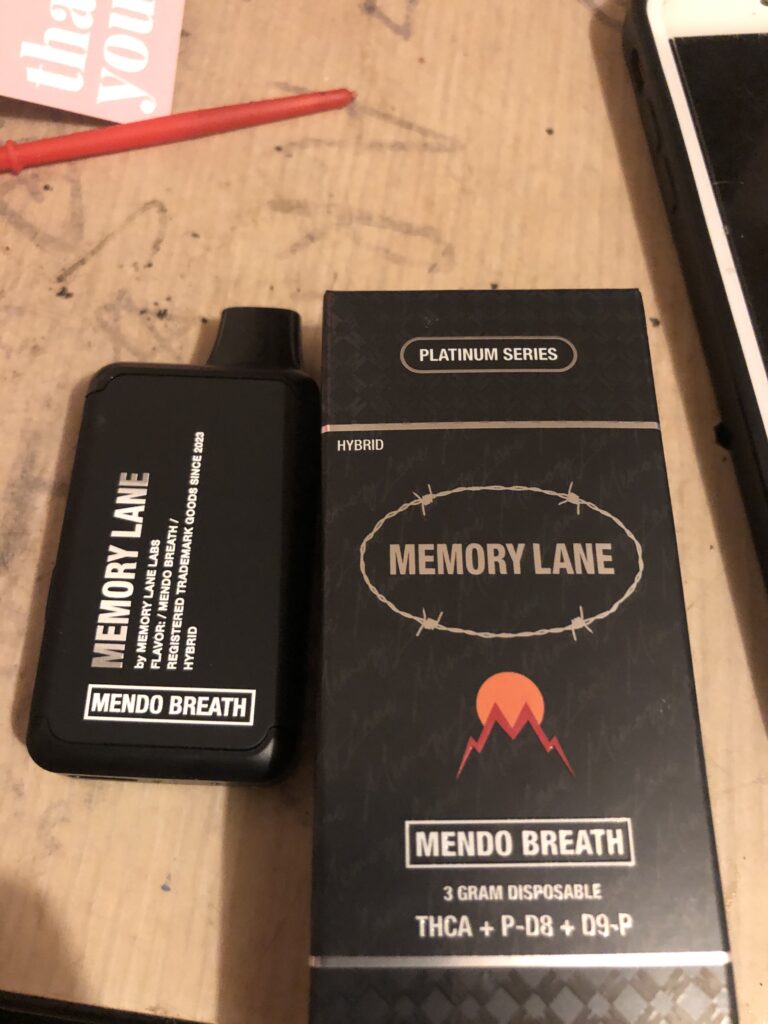 tha
you
MEMORY LANE
by MEMORY LANE LABS
FLAVOR: / MENDO BREATH /
REGISTERED TRADEMARK GOODS SINCE 2023
HYBRID
MENDO BREATH
PLATINUM SERIES
HYBRID
MEMORY LANE
MENDO BREATH
3 GRAM DISPOSABLE
THCA + P-D8 + D9-P